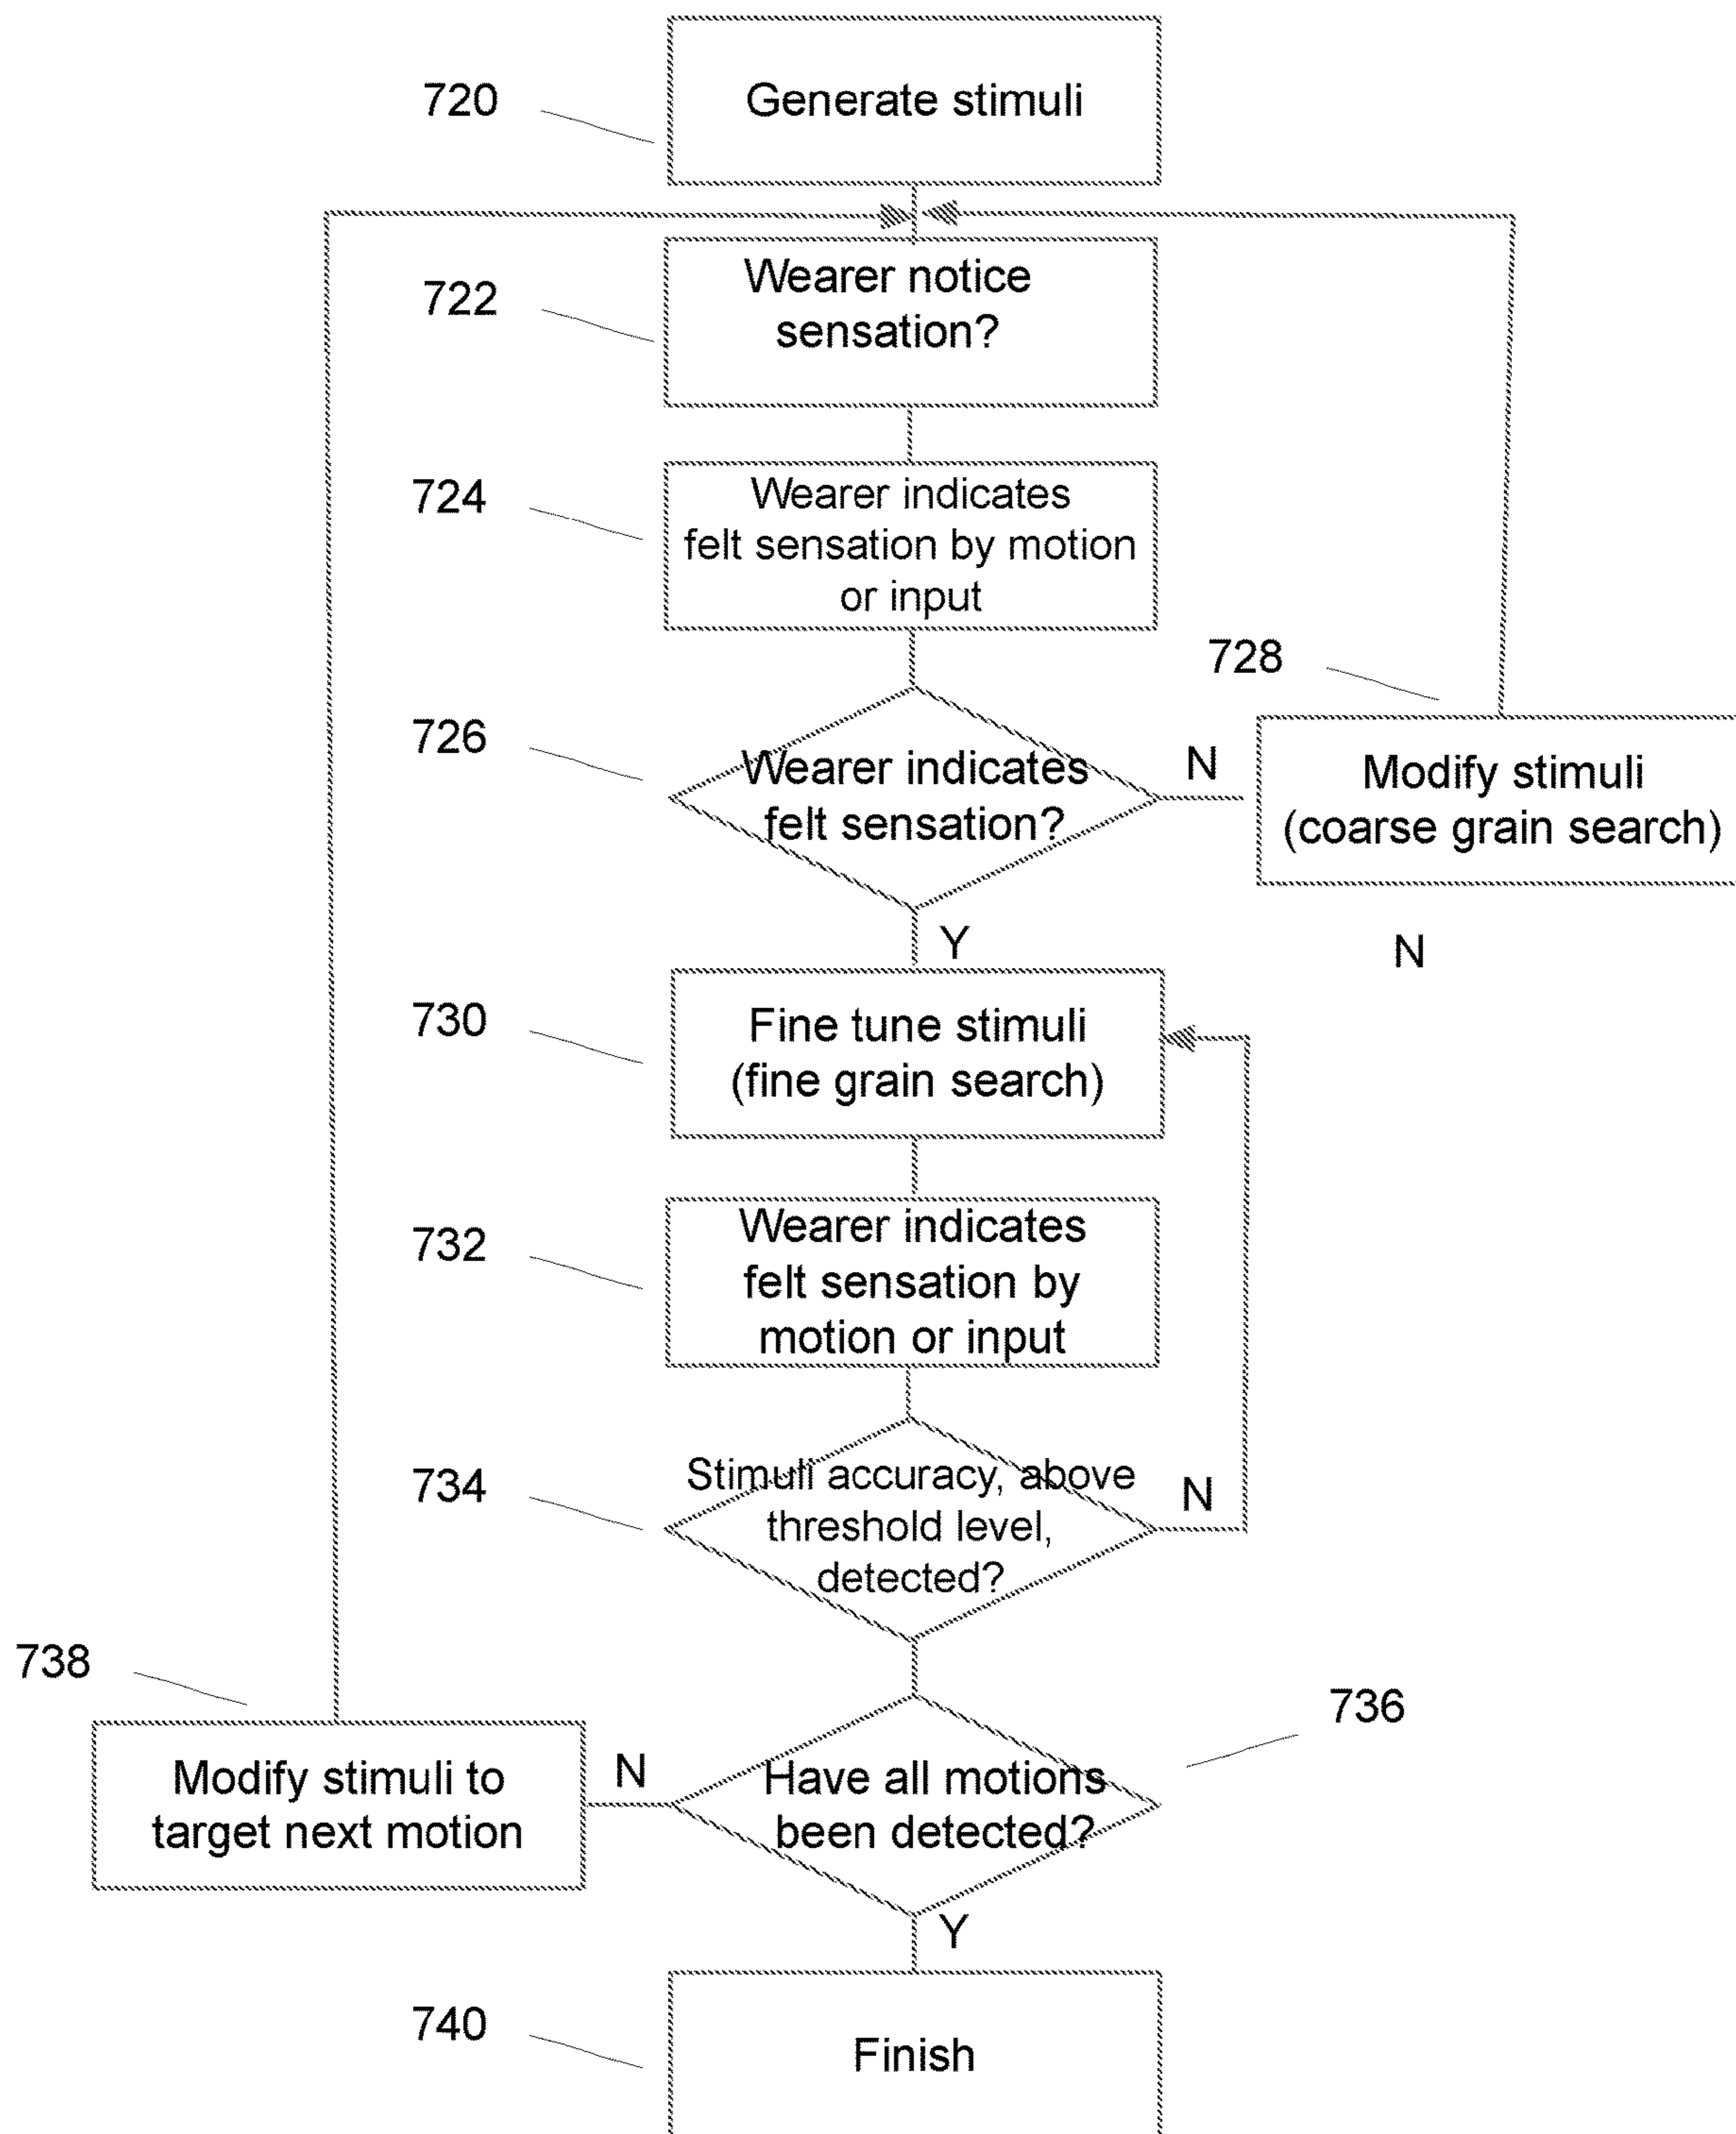 720
Generate stimuli
722
Wearer notice
sensation?
724
Wearer indicates
felt sensation by motion
or input
728
726
Wearer indicates
felt sensation?
N
Modify stimuli
(coarse grain search)
Y
N
730
Fine tune stimuli
(fine grain search)
732
Wearer indicates
felt sensation by
motion or input
734
Stimuli accuracy, above
threshold level,
detected?
N
738
736
Modify stimuli to
target next motion
N
Have all motions
been detected?
Y
740
Finish